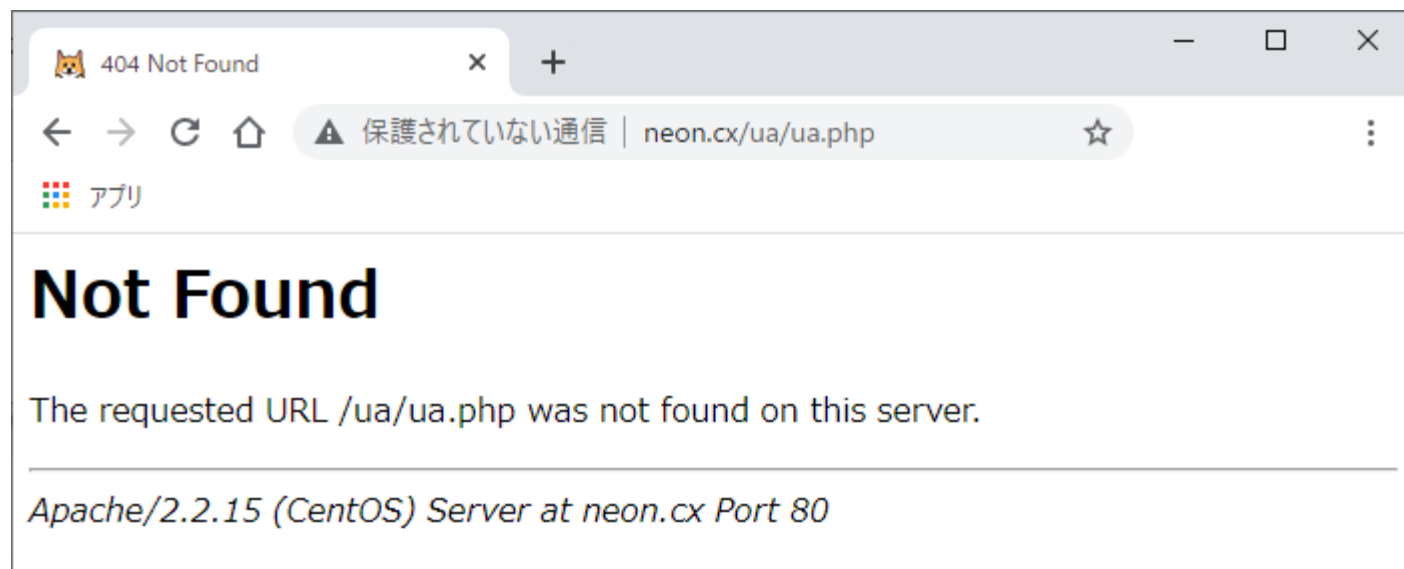 404 Not Found
保護されていない通信 | neon.cx/ua/ua.php
アプリ
Not Found
The requested URL /ua/ua.php was not found on this server.
Apache/2.2.15 (CentOS) Server at neon.cx Port 80